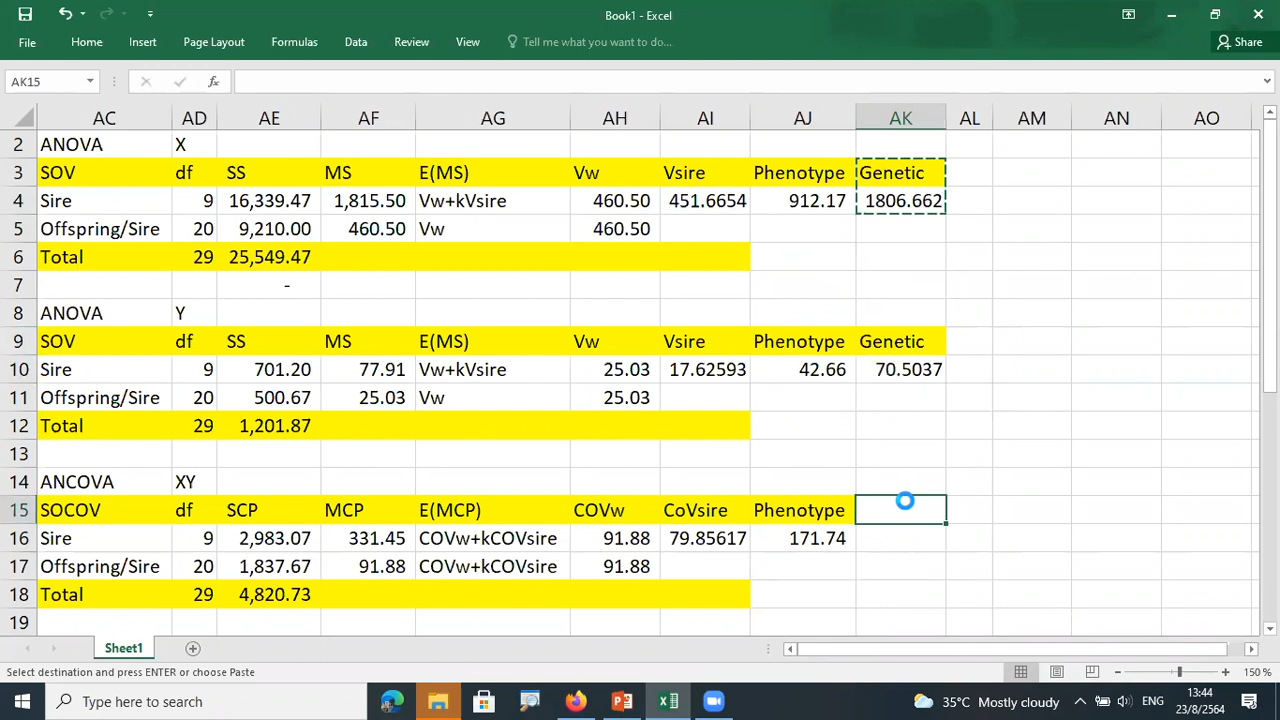 Book1 - Excel
File Home Insert Page Layout Formulas Data Review View Tell me what you want to do... Share
AK15 fx
AC AD AE AF AG AH AI AJ AK AL AM AN AO
2 ANOVA X
3 SOV df SS MS E(MS) Vw Vsire Phenotype Genetic
4 Sire 9 16,339.47 1,815.50 Vw+kVsire 460.50 451.6654 912.17 1806.662
5 Offspring/Sire 20 9,210.00 460.50 Vw 460.50
6 Total 29 25,549.47
7 -
8 ANOVA Y
9 SOV df SS MS E(MS) Vw Vsire Phenotype Genetic
10 Sire 9 701.20 77.91 Vw+kVsire 25.03 17.62593 42.66 70.5037
11 Offspring/Sire 20 500.67 25.03 Vw 25.03
12 Total 29 1,201.87
13
14 ANCOVA XY
15 SOCOV df SCP MCP E(MCP) COVw CoVsire Phenotype
16 Sire 9 2,983.07 331.45 COVw+kCOVsire 91.88 79.85617 171.74
17 Offspring/Sire 20 1,837.67 91.88 COVw+kCOVsire 91.88
18 Total 29 4,820.73
19
Sheet1
Select destination and press ENTER or choose Paste 150 %
Type here to search 35°C Mostly cloudy ENG 13:44
23/8/2564